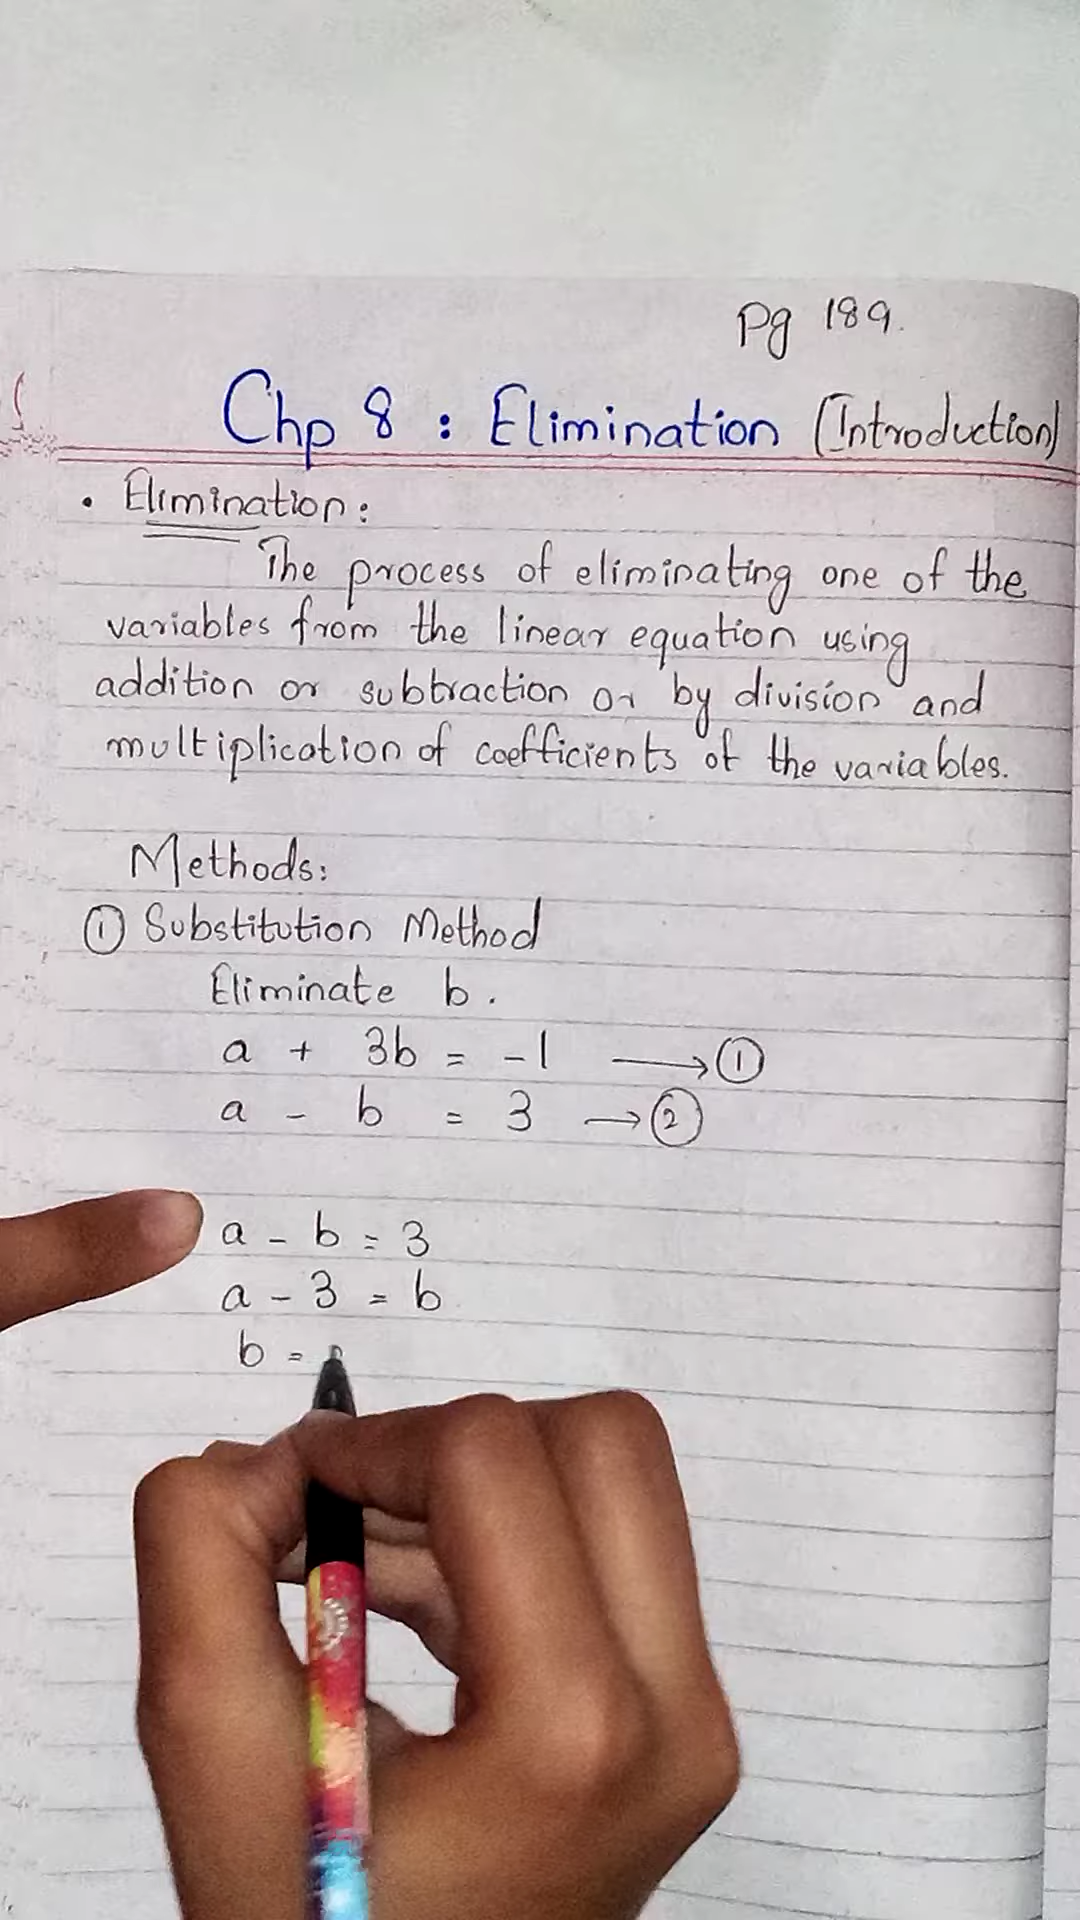 Pg 189.
Chp 8 : Elimination (Introduction)
• Elimination:
The process of eliminating one of the
variables from the linear equation using
addition or subtraction or by division and
multiplication of coefficients of the variables.
Methods:
① Substitution Method
Eliminate b.
a + 3b = -1 ⟶ ①
a - b = 3 → ②
a - b = 3
a - 3 = b
b =